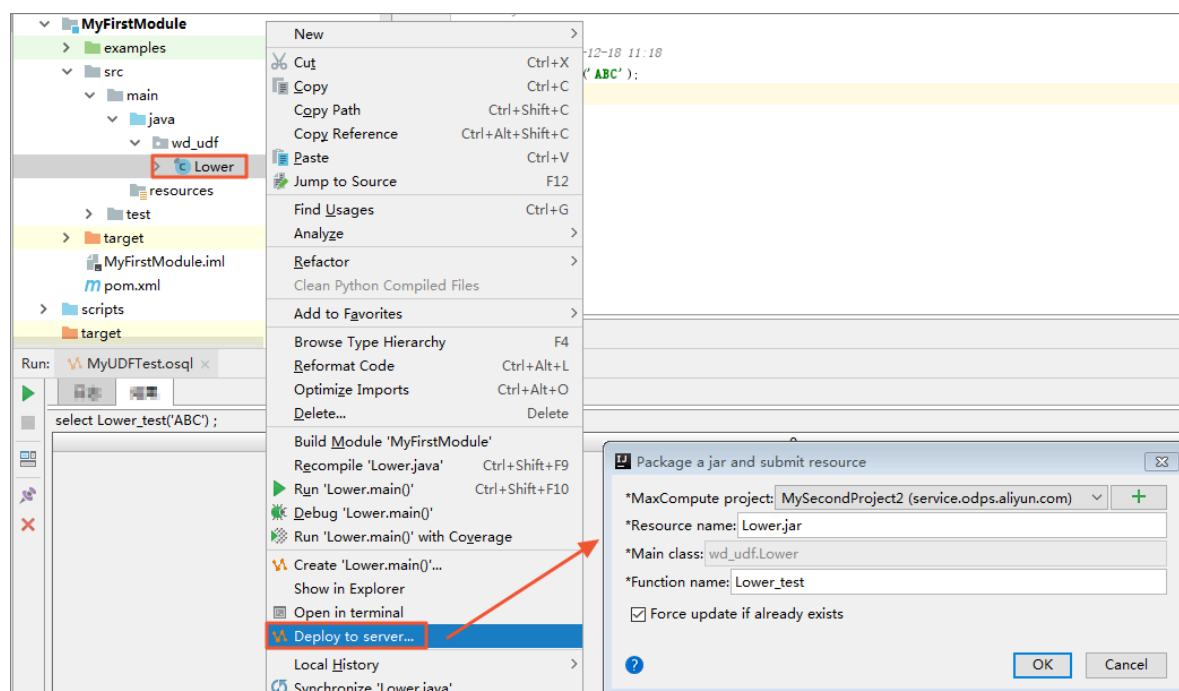 MyFirstModule
examples
src
main
java
wd_udf
Lower
resources
test
target
MyFirstModule.iml
pom.xml
scripts
target
-12-18 11:18
('ABC');
New
Cut Ctrl+X
Copy Ctrl+C
Copy Path Ctrl+Shift+C
Copy Reference Ctrl+Alt+Shift+C
Paste Ctrl+V
Jump to Source F12
Find Usages Ctrl+G
Analyze
Refactor
Clean Python Compiled Files
Add to Favorites
Browse Type Hierarchy F4
Reformat Code Ctrl+Alt+L
Optimize Imports Ctrl+Alt+O
Delete... Delete
Build Module 'MyFirstModule'
Recompile 'Lower.java' Ctrl+Shift+F9
Run 'Lower.main()' Ctrl+Shift+F10
Debug 'Lower.main()'
Run 'Lower.main()' with Coverage
Create 'Lower.main()'...
Show in Explorer
Open in terminal
Deploy to server...
Local History
Synchronize 'Lower.java'
Run: MyUDFTest.osql
select Lower_test('ABC') ;
Package a jar and submit resource
*MaxCompute project: MySecondProject2 (service.odps.aliyun.com)
*Resource name: Lower.jar
*Main class: wd_udf.Lower
*Function name: Lower_test
Force update if already exists
OK Cancel